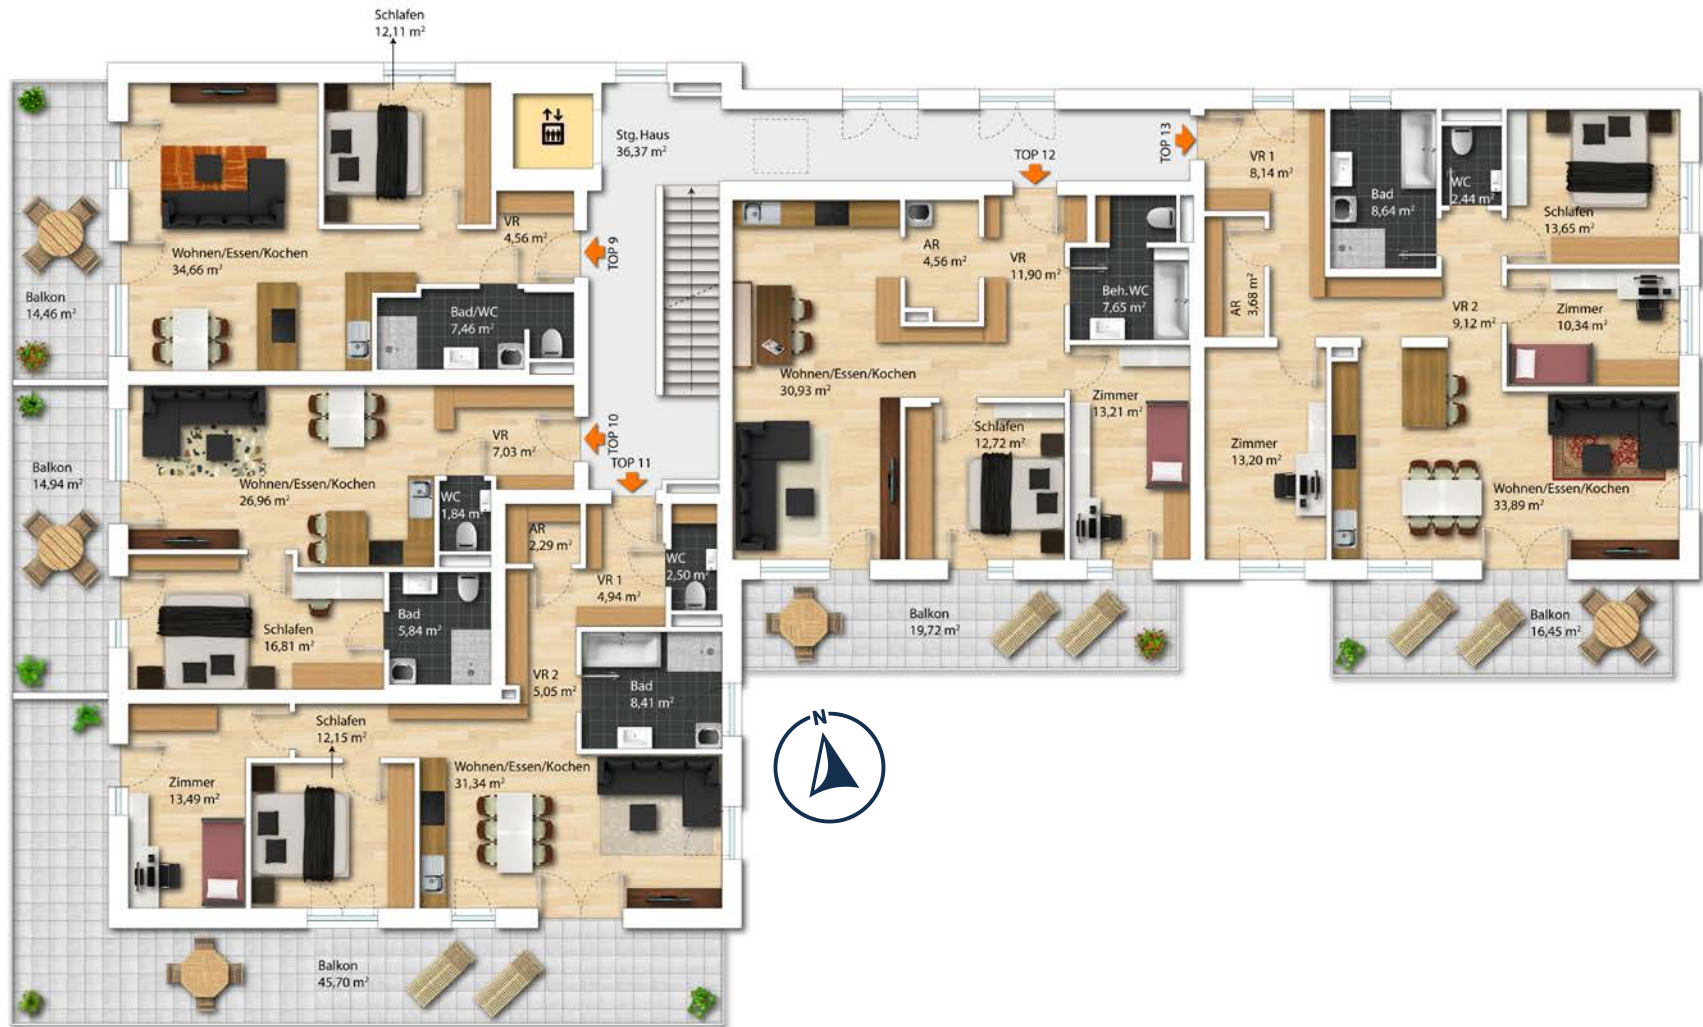 Schlafen
12,11 m²
Stg. Haus
36,37 m²
TOP 12
TOP 13
VR 1
8,14 m²
Bad
8,64 m²
WC
2,44 m²
Schlafen
13,65 m²
VR
4,56 m²
TOP 9
Wohnen/Essen/Kochen
34,66 m²
AR
4,56 m²
VR
11,90 m²
Beh. WC
7,65 m²
AR
3,68 m²
VR 2
9,12 m²
Zimmer
10,34 m²
Balkon
14,46 m²
Bad/WC
7,46 m²
Wohnen/Essen/Kochen
30,93 m²
Zimmer
13,21 m²
Schlafen
12,72 m²
Zimmer
13,20 m²
Wohnen/Essen/Kochen
33,89 m²
Balkon
14,94 m²
VR
7,03 m²
TOP 10
TOP 11
Wohnen/Essen/Kochen
26,96 m²
WC
1,84 m²
AR
2,29 m²
WC
2,50 m²
VR 1
4,94 m²
Schlafen
16,81 m²
Bad
5,84 m²
Balkon
19,72 m²
Balkon
16,45 m²
VR 2
5,05 m²
Bad
8,41 m²
N
Schlafen
12,15 m²
Zimmer
13,49 m²
Wohnen/Essen/Kochen
31,34 m²
Balkon
45,70 m²